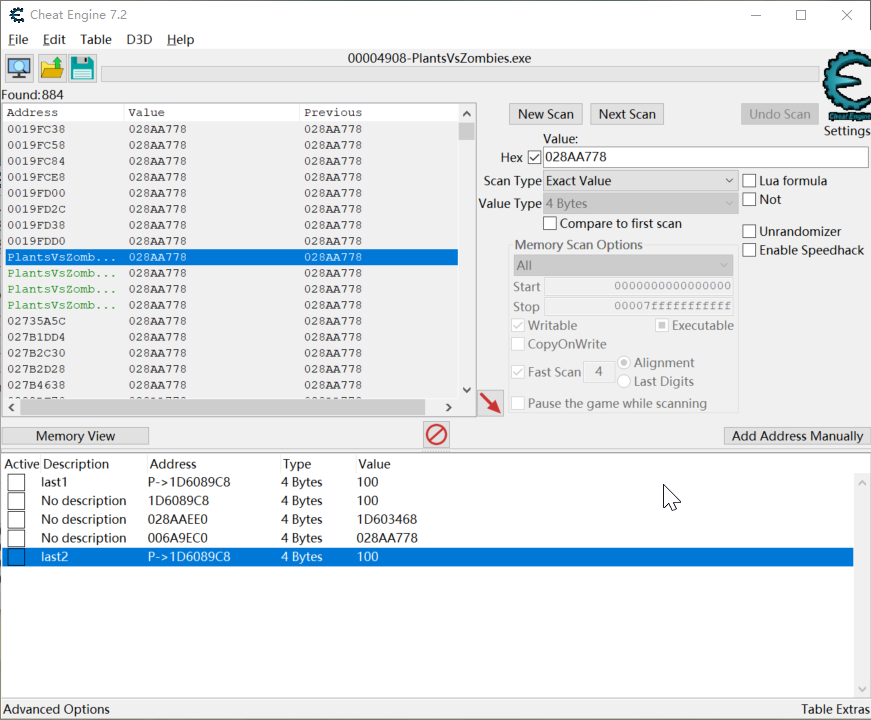 Cheat Engine 7.2
File Edit Table D3D Help
00004908-PlantsVsZombies.exe
Found:884
Address Value Previous
0019FC38 028AA778 028AA778
0019FC58 028AA778 028AA778
0019FC84 028AA778 028AA778
0019FCE8 028AA778 028AA778
0019FD00 028AA778 028AA778
0019FD2C 028AA778 028AA778
0019FD38 028AA778 028AA778
0019FDD0 028AA778 028AA778
PlantsVsZomb... 028AA778 028AA778
PlantsVsZomb... 028AA778 028AA778
PlantsVsZomb... 028AA778 028AA778
PlantsVsZomb... 028AA778 028AA778
02735A5C 028AA778 028AA778
027B1DD4 028AA778 028AA778
027B2C30 028AA778 028AA778
027B2D28 028AA778 028AA778
027B4638 028AA778 028AA778
New Scan Next Scan Undo Scan
Cheat Engine
Settings
Value:
Hex 028AA778
Scan Type Exact Value
Value Type 4 Bytes
Compare to first scan
Lua formula
Not
Unrandomizer
Enable Speedhack
Memory Scan Options
All
Start 0000000000000000
Stop 00007fffffffffff
Writable Executable
CopyOnWrite
Fast Scan 4 Alignment
Last Digits
Pause the game while scanning
Memory View Add Address Manually
Active Description Address Type Value
last1 P->1D6089C8 4 Bytes 100
No description 1D6089C8 4 Bytes 100
No description 028AAEE0 4 Bytes 1D603468
No description 006A9EC0 4 Bytes 028AA778
last2 P->1D6089C8 4 Bytes 100
Advanced Options Table Extras